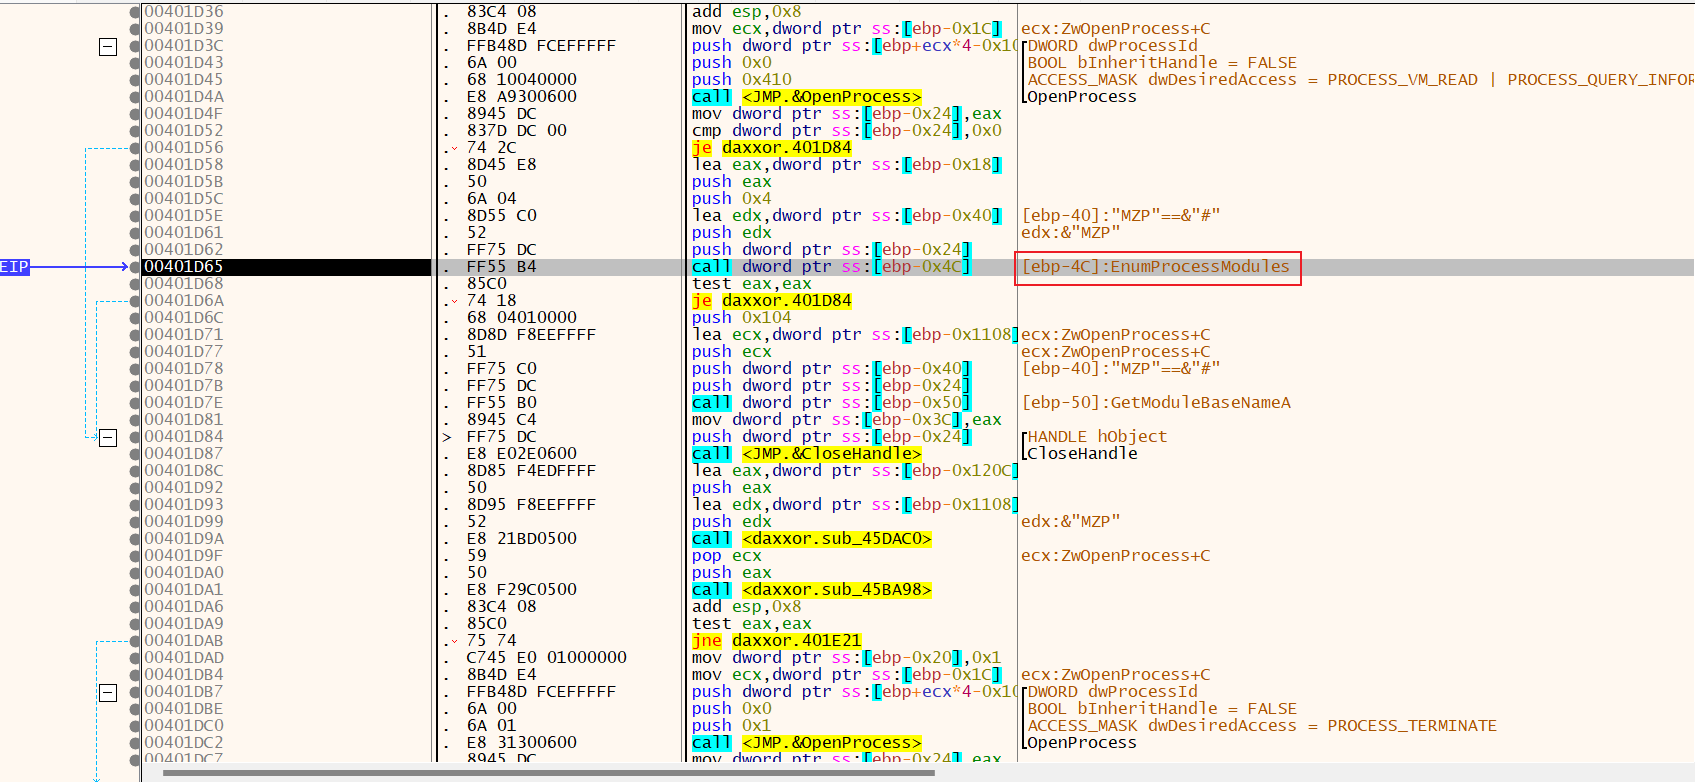 00401D36 . 83C4 08 add esp,0x8
00401D39 . 8B4D E4 mov ecx,dword ptr ss:[ebp-0x1C] ecx:ZwOpenProcess+C
00401D3C . FFB48D FCEFFFFF push dword ptr ss:[ebp+ecx*4-0x10 DWORD dwProcessId
00401D43 . 6A 00 push 0x0 BOOL bInheritHandle = FALSE
00401D45 . 68 10040000 push 0x410 ACCESS_MASK dwDesiredAccess = PROCESS_VM_READ | PROCESS_QUERY_INFOR
00401D4A . E8 A9300600 call <JMP.&OpenProcess> OpenProcess
00401D4F . 8945 DC mov dword ptr ss:[ebp-0x24],eax
00401D52 . 837D DC 00 cmp dword ptr ss:[ebp-0x24],0x0
00401D56 . 74 2C je daxxor.401D84
00401D58 . 8D45 E8 lea eax,dword ptr ss:[ebp-0x18]
00401D5B . 50 push eax
00401D5C . 6A 04 push 0x4
00401D5E . 8D55 C0 lea edx,dword ptr ss:[ebp-0x40] [ebp-40]:"MZP"==&"#"
00401D61 . 52 push edx edx:&"MZP"
00401D62 . FF75 DC push dword ptr ss:[ebp-0x24]
EIP 00401D65 . FF55 B4 call dword ptr ss:[ebp-0x4C] [ebp-4C]:EnumProcessModules
00401D68 . 85C0 test eax,eax
00401D6A . 74 18 je daxxor.401D84
00401D6C . 68 04010000 push 0x104
00401D71 . 8D8D F8EEFFFF lea ecx,dword ptr ss:[ebp-0x1108] ecx:ZwOpenProcess+C
00401D77 . 51 push ecx ecx:ZwOpenProcess+C
00401D78 . FF75 C0 push dword ptr ss:[ebp-0x40] [ebp-40]:"MZP"==&"#"
00401D7B . FF75 DC push dword ptr ss:[ebp-0x24]
00401D7E . FF55 B0 call dword ptr ss:[ebp-0x50] [ebp-50]:GetModuleBaseNameA
00401D81 . 8945 C4 mov dword ptr ss:[ebp-0x3C],eax
00401D84 > FF75 DC push dword ptr ss:[ebp-0x24] HANDLE hObject
00401D87 . E8 E02E0600 call <JMP.&CloseHandle> CloseHandle
00401D8C . 8D85 F4EDFFFF lea eax,dword ptr ss:[ebp-0x120C]
00401D92 . 50 push eax
00401D93 . 8D95 F8EEFFFF lea edx,dword ptr ss:[ebp-0x1108]
00401D99 . 52 push edx edx:&"MZP"
00401D9A . E8 21BD0500 call <daxxor.sub_45DAC0>
00401D9F . 59 pop ecx ecx:ZwOpenProcess+C
00401DA0 . 50 push eax
00401DA1 . E8 F29C0500 call <daxxor.sub_45BA98>
00401DA6 . 83C4 08 add esp,0x8
00401DA9 . 85C0 test eax,eax
00401DAB . 75 74 jne daxxor.401E21
00401DAD . C745 E0 01000000 mov dword ptr ss:[ebp-0x20],0x1
00401DB4 . 8B4D E4 mov ecx,dword ptr ss:[ebp-0x1C] ecx:ZwOpenProcess+C
00401DB7 . FFB48D FCEFFFFF push dword ptr ss:[ebp+ecx*4-0x10 DWORD dwProcessId
00401DBE . 6A 00 push 0x0 BOOL bInheritHandle = FALSE
00401DC0 . 6A 01 push 0x1 ACCESS_MASK dwDesiredAccess = PROCESS_TERMINATE
00401DC2 . E8 31300600 call <JMP.&OpenProcess> OpenProcess
00401DC7 . 8945 DC mov dword ptr ss:[ebp-0x24],eax